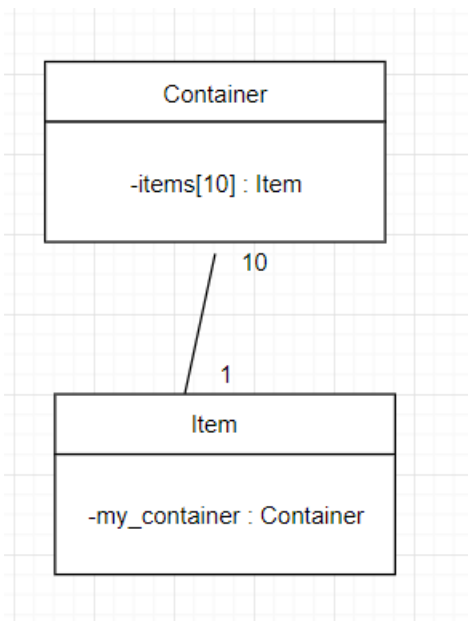 Container
-items[10] : Item
10
1
Item
-my_container : Container